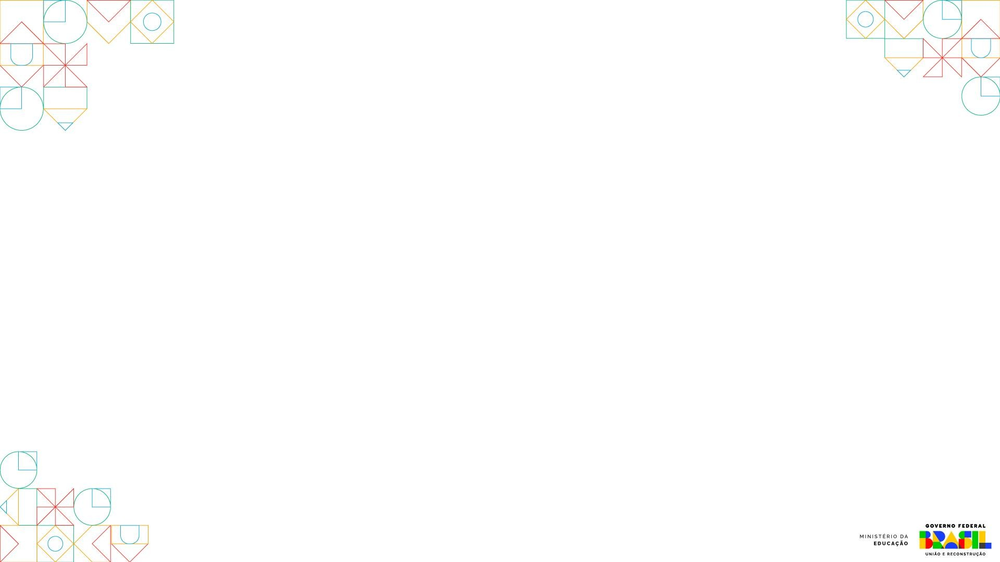 MINISTÉRIO DA
EDUCAÇÃO
GOVERNO FEDERAL
BRASIL
UNIÃO E RECONSTRUÇÃO